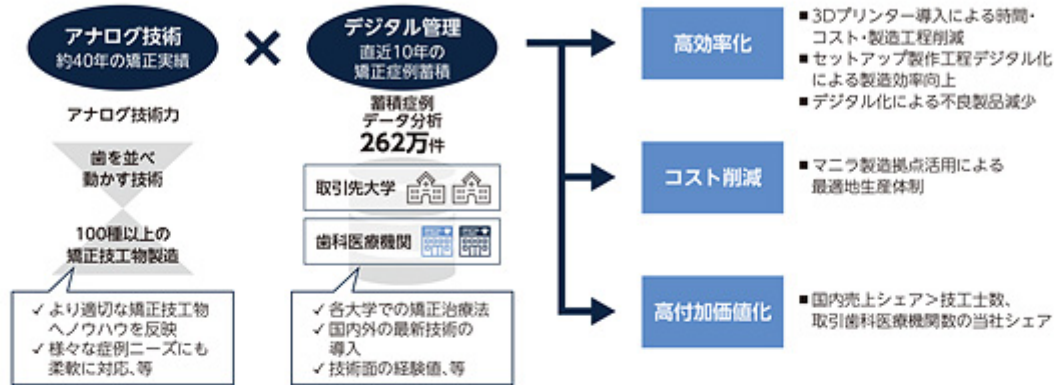 アナログ技術
約40年の矯正実績
アナログ技術力
歯を並べ
動かす技術
100種以上の
矯正技工物製造
✓ より適切な矯正技工物
へノウハウを反映
✓ 様々な症例ニーズにも
柔軟に対応、等
×
デジタル管理
直近10年の
矯正症例蓄積
蓄積症例
データ分析
262万件
取引先大学
歯科医療機関
✓ 各大学での矯正治療法
✓ 国内外の最新技術の
導入
✓ 技術面の経験値、等
高効率化
■ 3Dプリンター導入による時間・
コスト・製造工程削減
■ セットアップ製作工程デジタル化
による製造効率向上
■ デジタル化による不良製品減少
コスト削減
■ マニラ製造拠点活用による
最適地生産体制
高付加価値化
■ 国内売上シェア＞技工士数、
取引歯科医療機関数の当社シェア